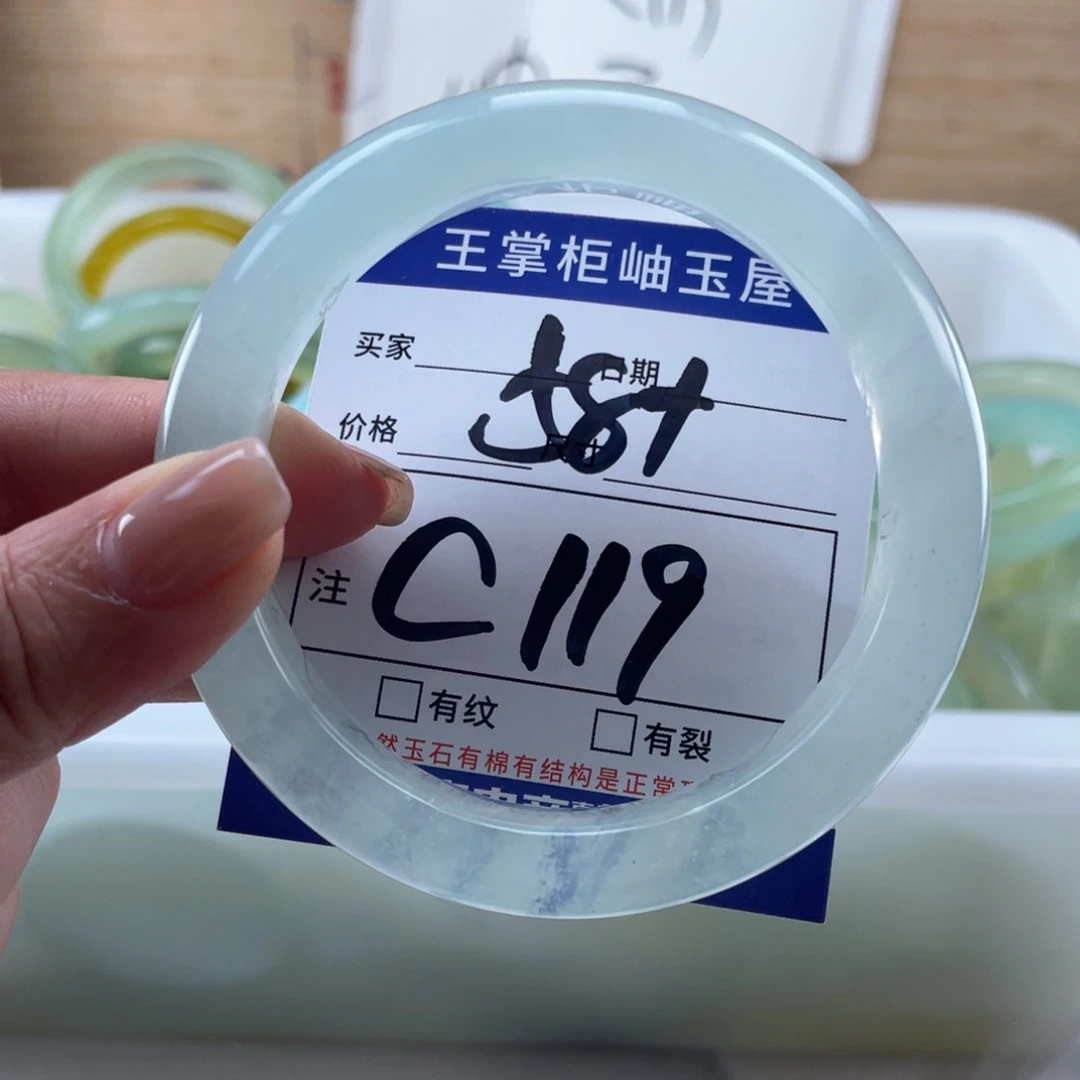 王掌柜岫玉屋
买家 日期
价格 尺寸
58+
注 C119
有纹 有裂
然玉石有棉有结构是正常